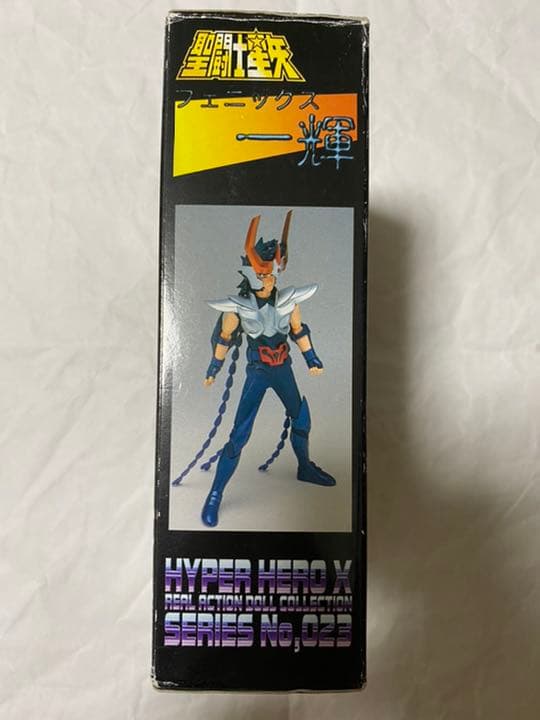 聖闘士星矢
フェニックス
一輝
HYPER HERO X
REAL ACTION DOLL COLLECTION
SERIES No,023